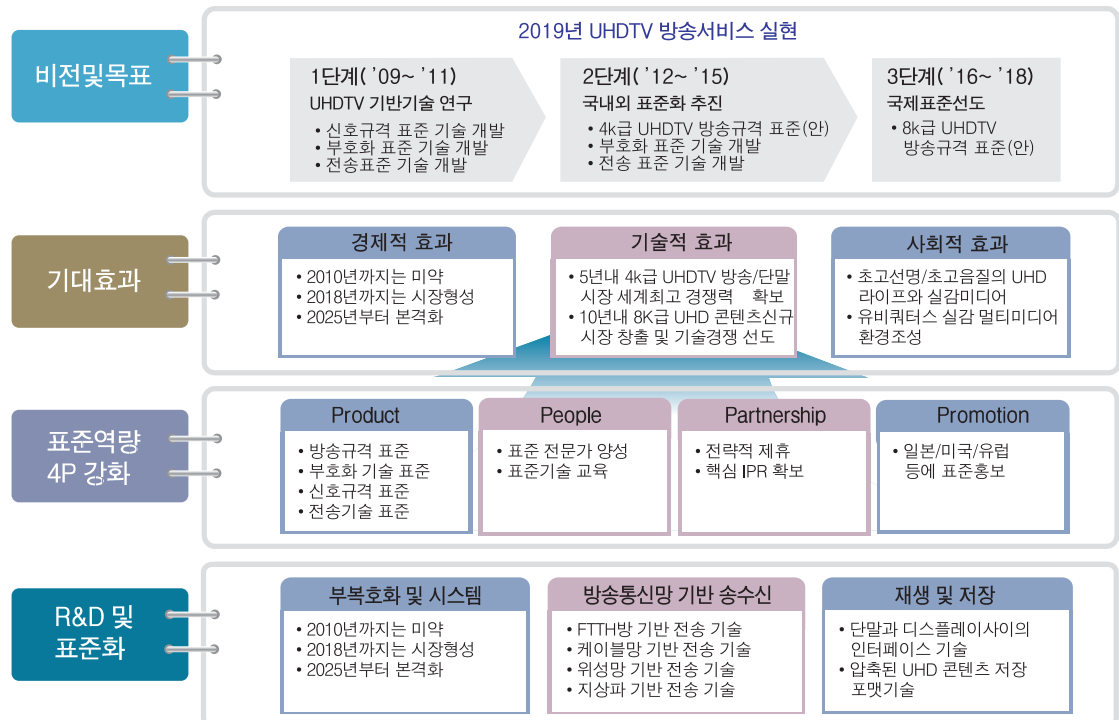 비전및목표
2019년 UHDTV 방송서비스 실현
1단계( '09~ '11)
UHDTV 기반기술 연구
• 신호규격 표준 기술 개발
• 부호화 표준 기술 개발
• 전송표준 기술 개발
2단계( '12~ '15)
국내외 표준화 추진
• 4k급 UHDTV 방송규격 표준(안)
• 부호화 표준 기술 개발
• 전송 표준 기술 개발
3단계( '16~ '18)
국제표준선도
• 8k급 UHDTV
방송규격 표준(안)
기대효과
경제적 효과
• 2010년까지는 미약
• 2018년까지는 시장형성
• 2025년부터 본격화
기술적 효과
• 5년내 4k급 UHDTV 방송/단말
시장 세계최고 경쟁력 확보
• 10년내 8K급 UHD 콘텐츠신규
시장 창출 및 기술경쟁 선도
사회적 효과
• 초고선명/초고음질의 UHD
라이프와 실감미디어
• 유비쿼터스 실감 멀티미디어
환경조성
표준역량
4P 강화
Product
• 방송규격 표준
• 부호화 기술 표준
• 신호규격 표준
• 전송기술 표준
People
• 표준 전문가 양성
• 표준기술 교육
Partnership
• 전략적 제휴
• 핵심 IPR 확보
Promotion
• 일본/미국/유럽
등에 표준홍보
R&D 및
표준화
부복호화 및 시스템
• 2010년까지는 미약
• 2018년까지는 시장형성
• 2025년부터 본격화
방송통신망 기반 송수신
• FTTH방 기반 전송 기술
• 케이블망 기반 전송 기술
• 위성망 기반 전송 기술
• 지상파 기반 전송 기술
재생 및 저장
• 단말과 디스플레이사이의
인터페이스 기술
• 압축된 UHD 콘텐츠 저장
포맷기술